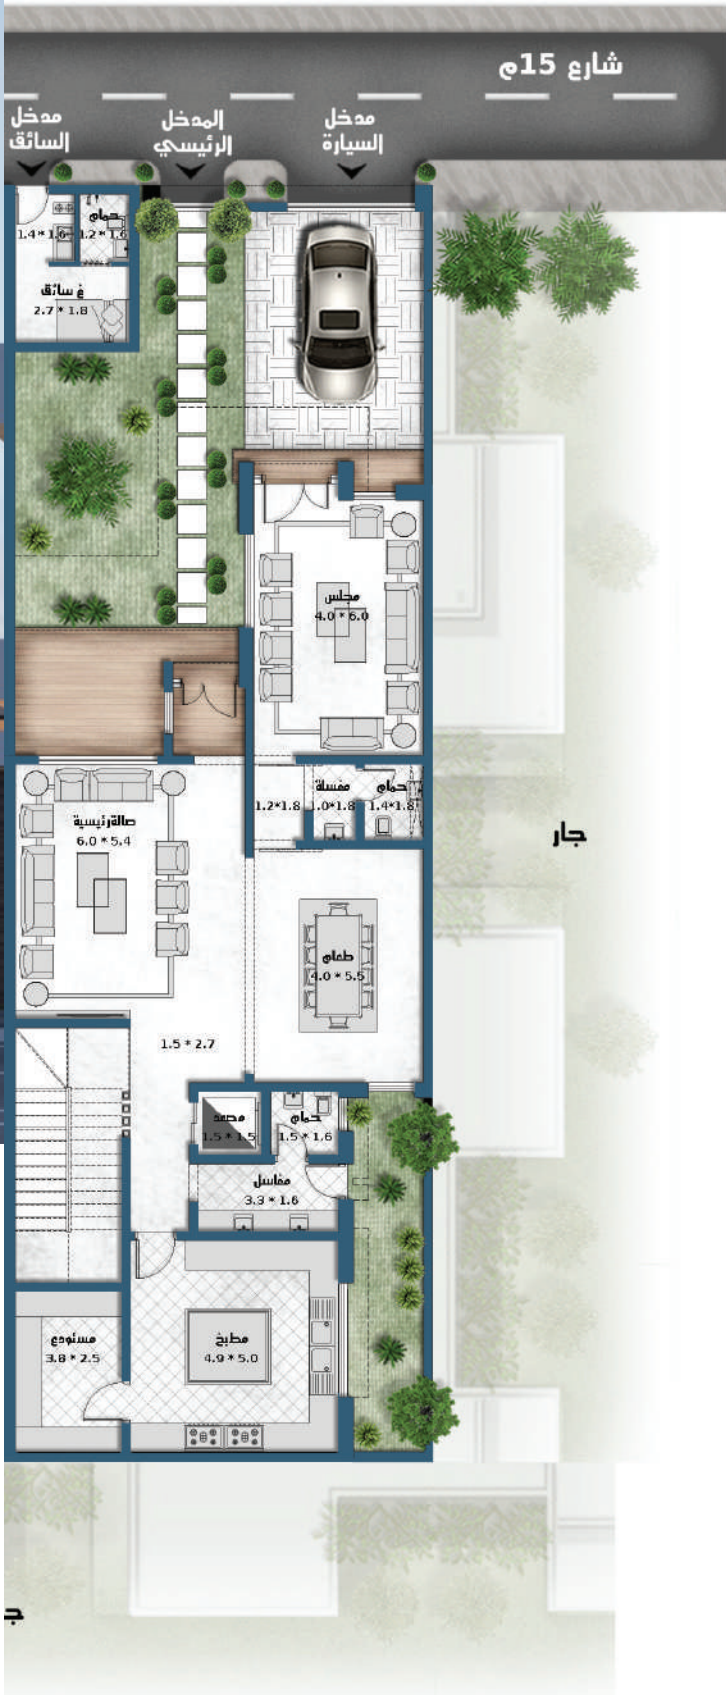 شارع 15م
مدخل السيارة
المدخل الرئيسي
مدخل السائق
حمام
1.2 * 1.6
1.4 * 1.6
غ سائق
2.7 * 1.8
مجلس
4.0 * 6.0
حمام
1.4*1.8
مغسلة
1.0*1.8
1.2*1.8
صالة رئيسية
6.0 * 5.4
جار
طعام
4.0 * 5.5
1.5 * 2.7
مصعد
1.5 * 1.5
حمام
1.5 * 1.6
مغاسل
3.3 * 1.6
مطبخ
4.9 * 5.0
مستودع
3.8 * 2.5